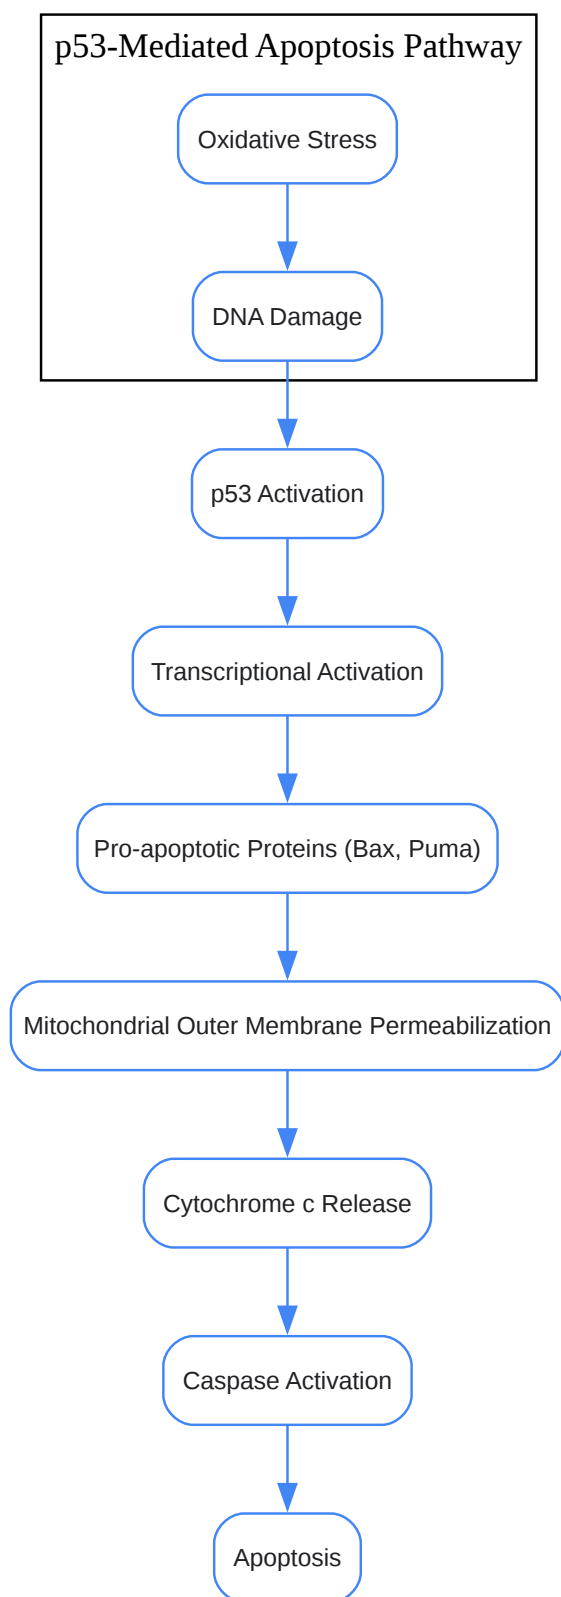 p53-Mediated Apoptosis Pathway
Oxidative Stress
DNA Damage
p53 Activation
Transcriptional Activation
Pro-apoptotic Proteins (Bax, Puma)
Mitochondrial Outer Membrane Permeabilization
Cytochrome c Release
Caspase Activation
Apoptosis